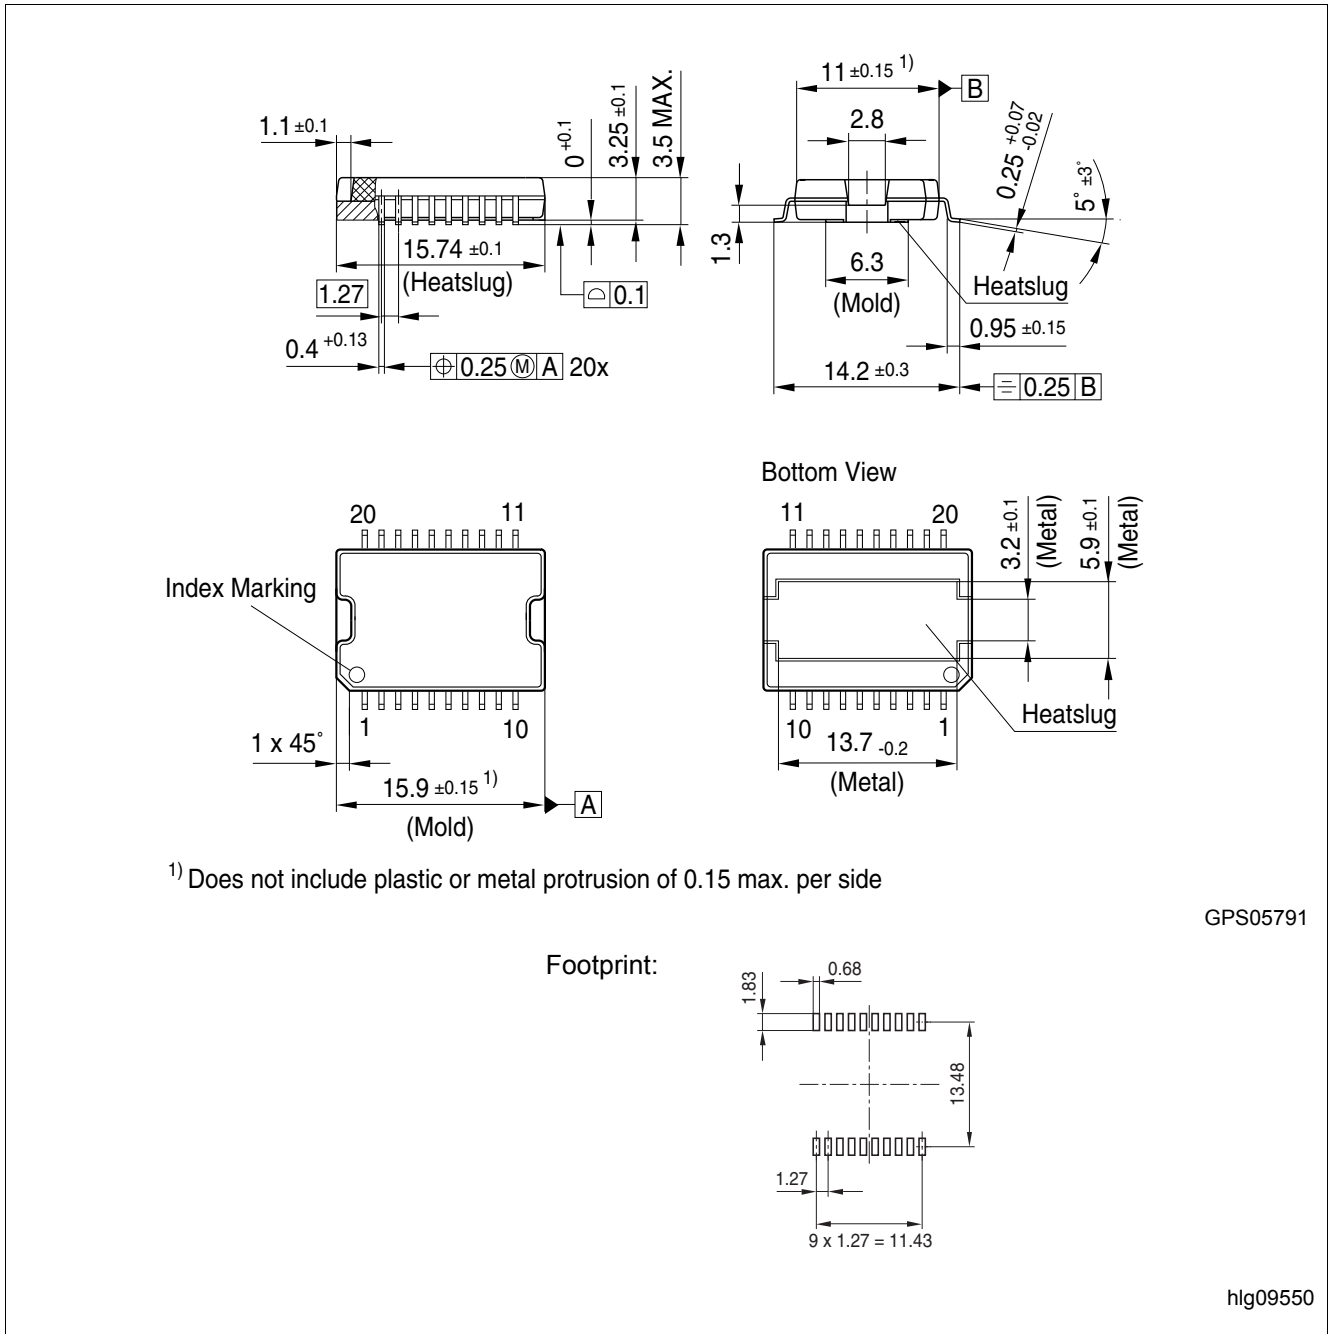 11 ±0.15 1)
B
1.1 ±0.1
0 +0.1
3.25 ±0.1
3.5 MAX.
2.8
0.25 +0.07 -0.02
5° ±3°
1.3
15.74 ±0.1
(Heatslug)
6.3
(Mold)
Heatslug
1.27
⌓ 0.1
0.95 ±0.15
0.4 +0.13
⌖ 0.25 Ⓜ A 20x
14.2 ±0.3
⌯ 0.25 B
Bottom View
20 11
11 20
3.2 ±0.1
(Metal)
5.9 ±0.1
(Metal)
Index Marking
1 10
10 1
Heatslug
1 x 45°
13.7 -0.2
(Metal)
15.9 ±0.15 1)
A
(Mold)
1) Does not include plastic or metal protrusion of 0.15 max. per side
GPS05791
Footprint:
1.83
0.68
13.48
1.27
9 x 1.27 = 11.43
hlg09550